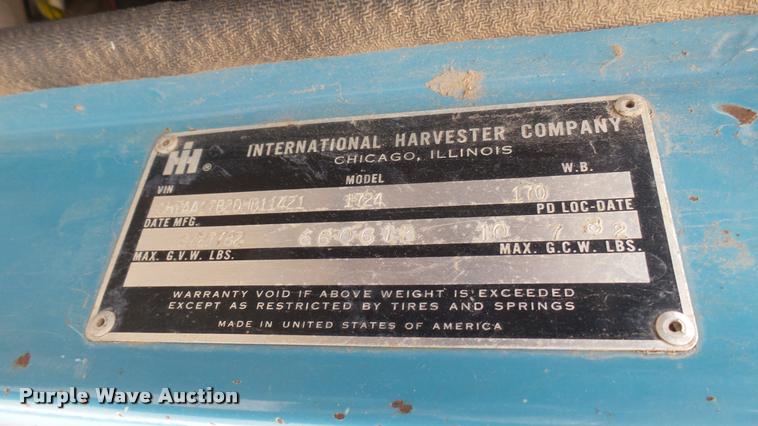 IH ®
INTERNATIONAL HARVESTER COMPANY
CHICAGO, ILLINOIS
VIN MODEL W.B.
1724 170
DATE MFG. PD LOC-DATE
10 7
MAX. G.V.W. LBS. MAX. G.C.W. LBS.
WARRANTY VOID IF ABOVE WEIGHT IS EXCEEDED
EXCEPT AS RESTRICTED BY TIRES AND SPRINGS
MADE IN UNITED STATES OF AMERICA
Purple Wave Auction